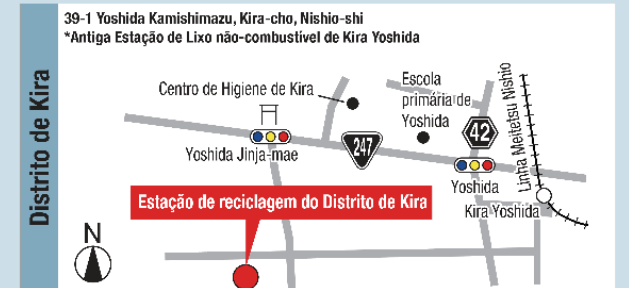 39-1 Yoshida Kamishimazu, Kira-cho, Nishio-shi
*Antiga Estação de Lixo não-combustível de Kira Yoshida
Distrito de Kira
Centro de Higiene de Kira
Escola
primária de
Yoshida
Linha Meitetsu Nishio
42
247
Yoshida Jinja-mae
Yoshida
Kira Yoshida
Estação de reciclagem do Distrito de Kira
N